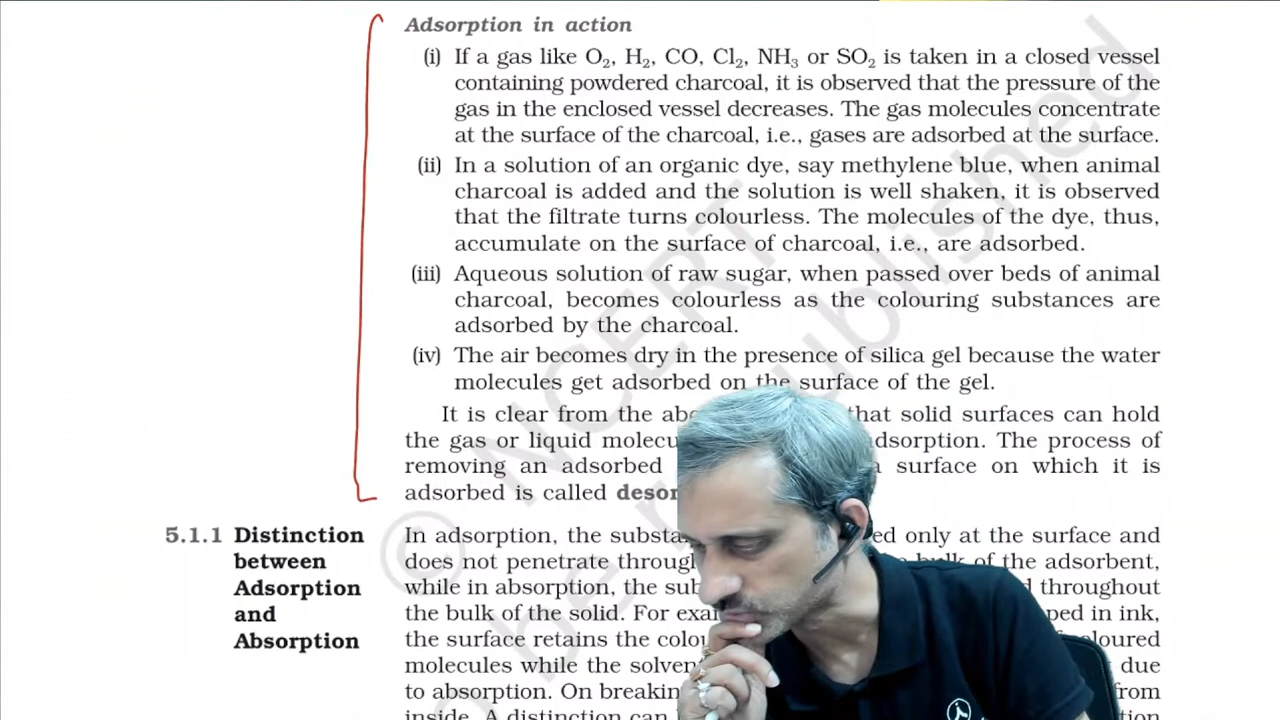 Adsorption in action
(i) If a gas like O₂, H₂, CO, Cl₂, NH₃ or SO₂ is taken in a closed vessel
containing powdered charcoal, it is observed that the pressure of the
gas in the enclosed vessel decreases. The gas molecules concentrate
at the surface of the charcoal, i.e., gases are adsorbed at the surface.
(ii) In a solution of an organic dye, say methylene blue, when animal
charcoal is added and the solution is well shaken, it is observed
that the filtrate turns colourless. The molecules of the dye, thus,
accumulate on the surface of charcoal, i.e., are adsorbed.
(iii) Aqueous solution of raw sugar, when passed over beds of animal
charcoal, becomes colourless as the colouring substances are
adsorbed by the charcoal.
(iv) The air becomes dry in the presence of silica gel because the water
molecules get adsorbed on the surface of the gel.
It is clear from the that solid surfaces can hold
the gas or liquid adsorption. The process of
removing an adsorbed a surface on which it is
adsorbed is called
5.1.1 Distinction
between
Adsorption
and
Absorption
In adsorption, the only at the surface and
does not penetrate bulk of the adsorbent,
while in absorption, the throughout
the bulk of the solid. For in ink,
the surface retains the coloured
molecules while the due
to absorption. On from
inside. A distinction can
© NCERT
be republished